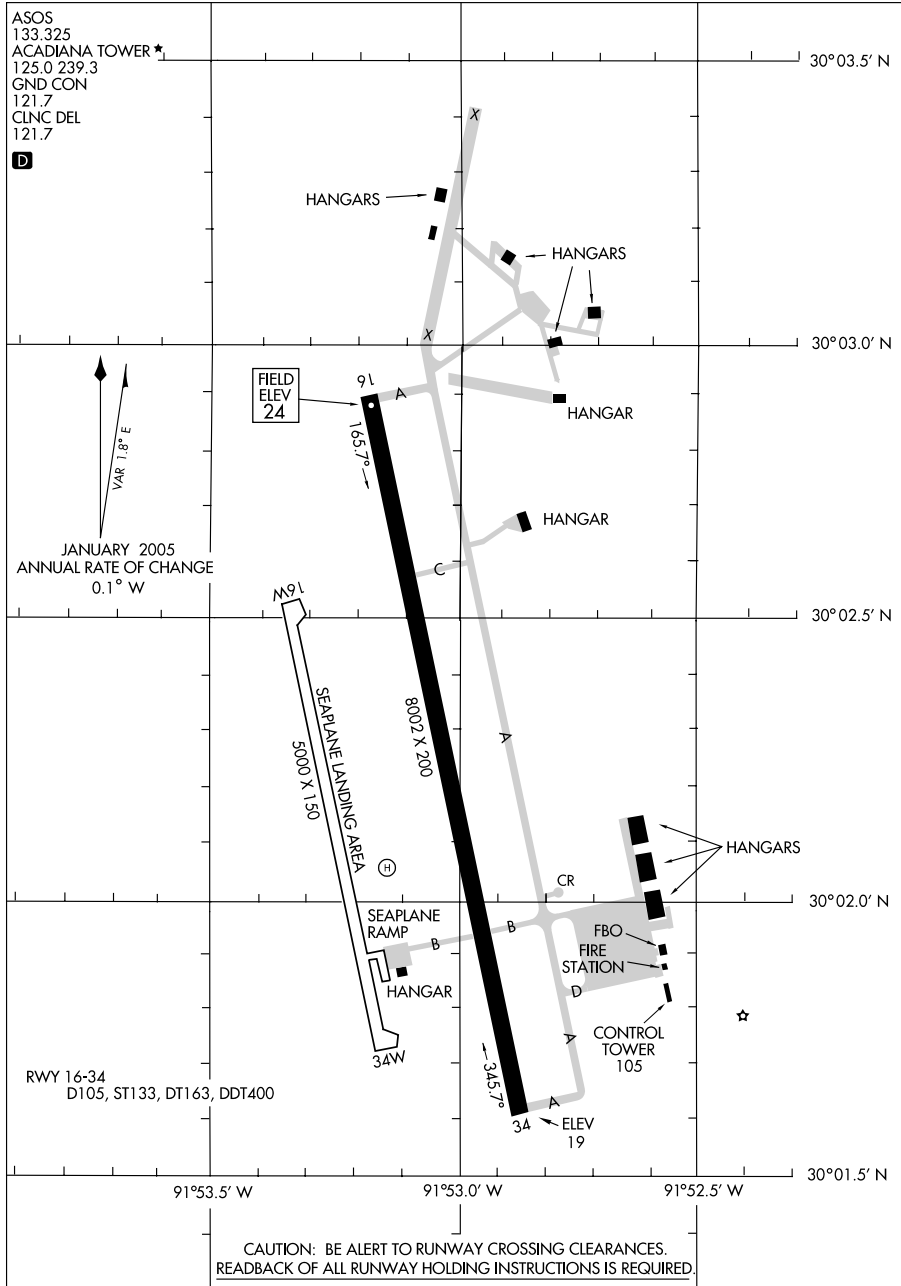 ASOS
133.325
ACADIANA TOWER ★
125.0 239.3
GND CON
121.7
CLNC DEL
121.7
D
30°03.5' N
X
HANGARS
HANGARS
X
30°03.0' N
FIELD
ELEV
24
16
A
HANGAR
165.7°
VAR 1.8° E
HANGAR
JANUARY 2005
ANNUAL RATE OF CHANGE
0.1° W
C
16W
30°02.5' N
SEAPLANE LANDING AREA
5000 X 150
8002 X 200
A
HANGARS
H
CR
30°02.0' N
SEAPLANE
RAMP
B
B
FBO
FIRE
STATION
HANGAR
D
CONTROL
TOWER
105
A
34W
345.7°
RWY 16-34
D105, ST133, DT163, DDT400
A
34
ELEV
19
30°01.5' N
91°53.5' W
91°53.0' W
91°52.5' W
CAUTION: BE ALERT TO RUNWAY CROSSING CLEARANCES.
READBACK OF ALL RUNWAY HOLDING INSTRUCTIONS IS REQUIRED.